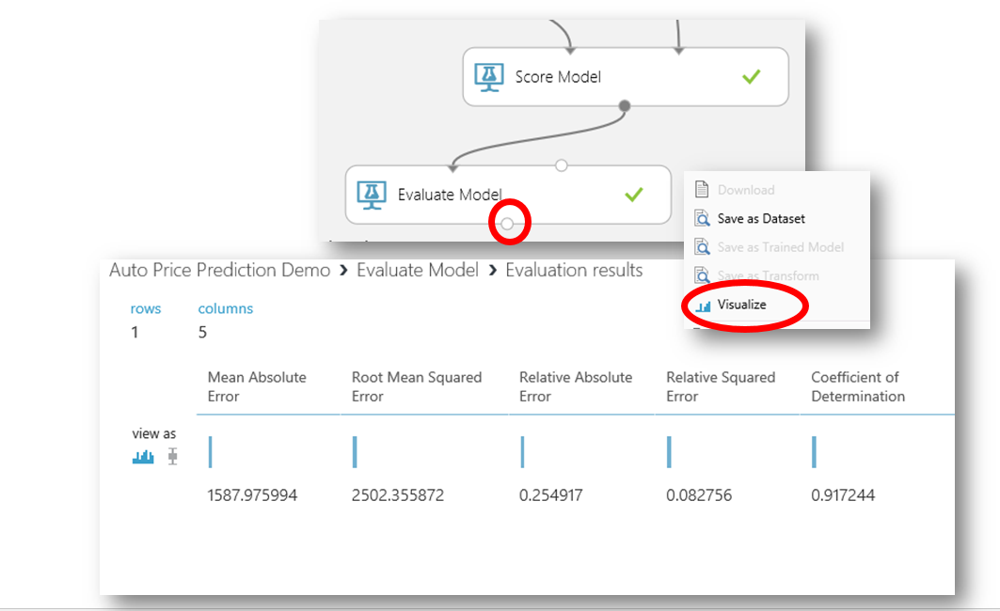 Score Model
Evaluate Model
Download
Save as Dataset
Save as Trained Model
Save as Transform
Visualize
Auto Price Prediction Demo › Evaluate Model › Evaluation results
rows
columns
1
5
Mean Absolute
Error
Root Mean Squared
Error
Relative Absolute
Error
Relative Squared
Error
Coefficient of
Determination
view as
1587.975994
2502.355872
0.254917
0.082756
0.917244